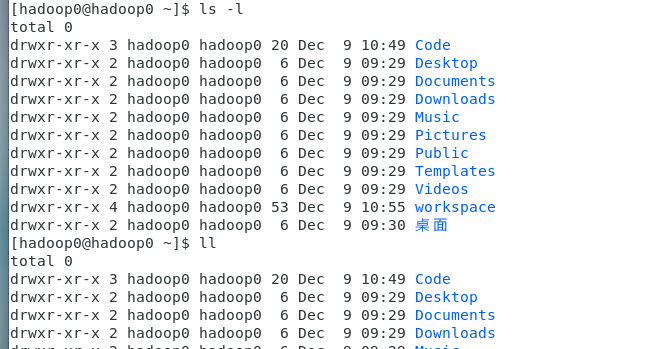 [hadoop0@hadoop0 ~]$ ls -l
total 0
drwxr-xr-x 3 hadoop0 hadoop0 20 Dec  9 10:49 Code
drwxr-xr-x 2 hadoop0 hadoop0  6 Dec  9 09:29 Desktop
drwxr-xr-x 2 hadoop0 hadoop0  6 Dec  9 09:29 Documents
drwxr-xr-x 2 hadoop0 hadoop0  6 Dec  9 09:29 Downloads
drwxr-xr-x 2 hadoop0 hadoop0  6 Dec  9 09:29 Music
drwxr-xr-x 2 hadoop0 hadoop0  6 Dec  9 09:29 Pictures
drwxr-xr-x 2 hadoop0 hadoop0  6 Dec  9 09:29 Public
drwxr-xr-x 2 hadoop0 hadoop0  6 Dec  9 09:29 Templates
drwxr-xr-x 2 hadoop0 hadoop0  6 Dec  9 09:29 Videos
drwxr-xr-x 4 hadoop0 hadoop0 53 Dec  9 10:55 workspace
drwxr-xr-x 2 hadoop0 hadoop0  6 Dec  9 09:30 桌面
[hadoop0@hadoop0 ~]$ ll
total 0
drwxr-xr-x 3 hadoop0 hadoop0 20 Dec  9 10:49 Code
drwxr-xr-x 2 hadoop0 hadoop0  6 Dec  9 09:29 Desktop
drwxr-xr-x 2 hadoop0 hadoop0  6 Dec  9 09:29 Documents
drwxr-xr-x 2 hadoop0 hadoop0  6 Dec  9 09:29 Downloads